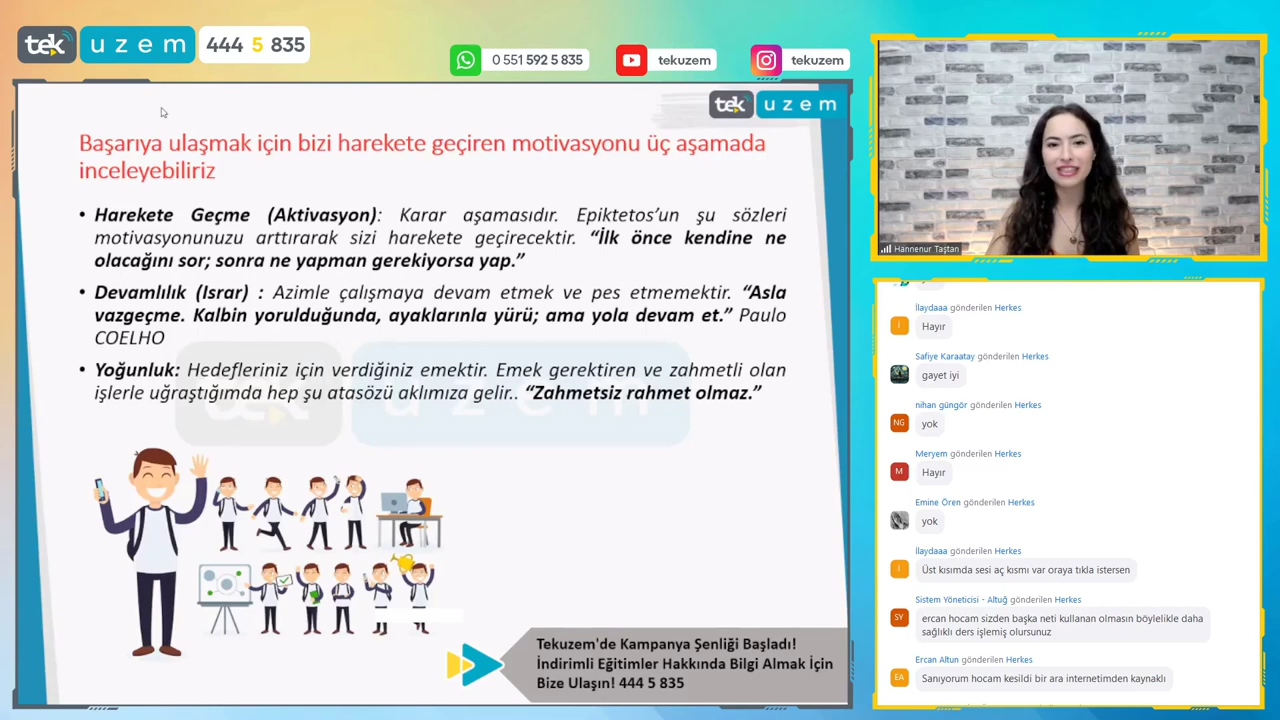 tek uzem 444 5 835
0 551 592 5 835
tekuzem
tekuzem
tek uzem
Başarıya ulaşmak için bizi harekete geçiren motivasyonu üç aşamada
inceleyebiliriz
• Harekete Geçme (Aktivasyon): Karar aşamasıdır. Epiktetos’un şu sözleri
motivasyonunuzu arttırarak sizi harekete geçirecektir. “İlk önce kendine ne
olacağını sor; sonra ne yapman gerekiyorsa yap.”
• Devamlılık (Israr) : Azimle çalışmaya devam etmek ve pes etmemektir. “Asla
vazgeçme. Kalbin yorulduğunda, ayaklarınla yürü; ama yola devam et.” Paulo
COELHO
• Yoğunluk: Hedefleriniz için verdiğiniz emektir. Emek gerektiren ve zahmetli olan
işlerle uğraştığımda hep şu atasözü aklımıza gelir.. “Zahmetsiz rahmet olmaz.”
Tekuzem'de Kampanya Şenliği Başladı!
İndirimli Eğitimler Hakkında Bilgi Almak İçin
Bize Ulaşın! 444 5 835
Hannenur Taştan
İlaydaaa gönderilen Herkes
I
Hayır
Safiye Karaatay gönderilen Herkes
gayet iyi
nihan güngör gönderilen Herkes
NG
yok
Meryem gönderilen Herkes
M
Hayır
Emine Ören gönderilen Herkes
yok
İlaydaaa gönderilen Herkes
I
Üst kısımda sesi aç kısmı var oraya tıkla istersen
Sistem Yöneticisi - Altuğ gönderilen Herkes
SY
ercan hocam sizden başka neti kullanan olmasın böylelikle daha
sağlıklı ders işlemiş olursunuz
Ercan Altun gönderilen Herkes
EA
Sanıyorum hocam kesildi bir ara internetimden kaynaklı